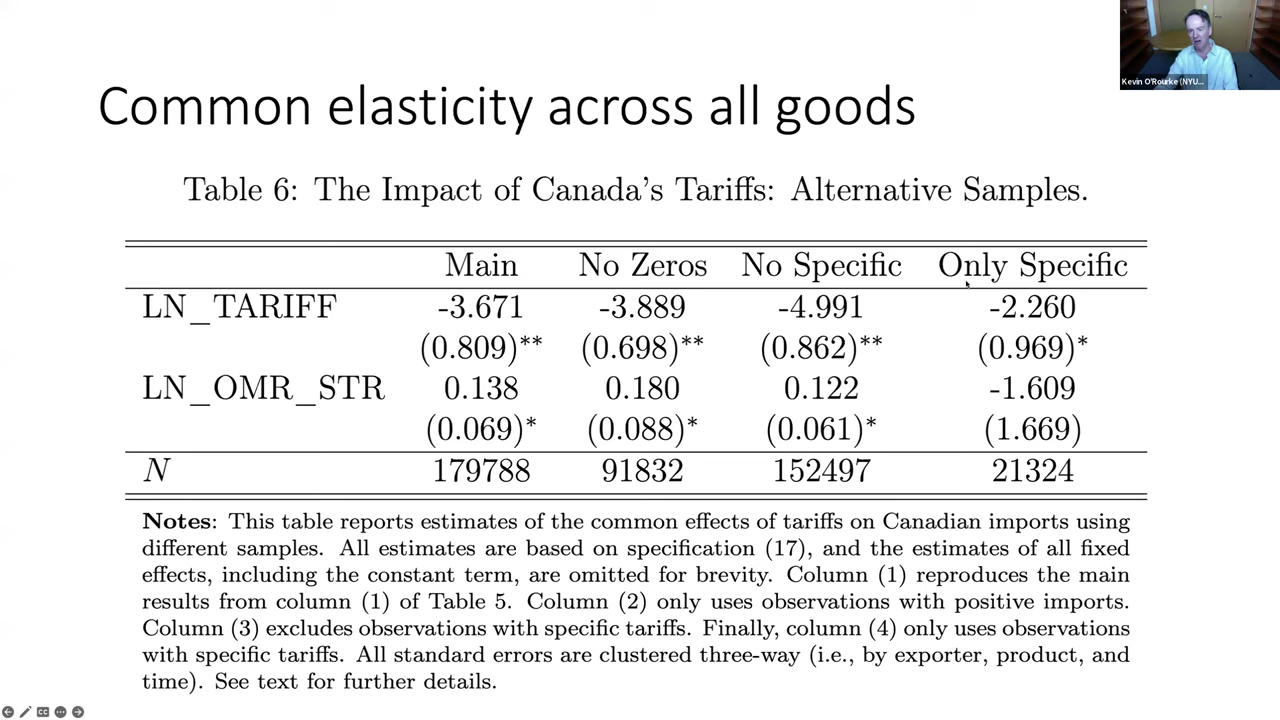 Kevin O'Rourke (NYU...
Common elasticity across all goods
Table 6: The Impact of Canada's Tariffs: Alternative Samples.
Main No Zeros No Specific Only Specific
LN_TARIFF -3.671 -3.889 -4.991 -2.260
(0.809)** (0.698)** (0.862)** (0.969)*
LN_OMR_STR 0.138 0.180 0.122 -1.609
(0.069)* (0.088)* (0.061)* (1.669)
N 179788 91832 152497 21324
Notes: This table reports estimates of the common effects of tariffs on Canadian imports using
different samples. All estimates are based on specification (17), and the estimates of all fixed
effects, including the constant term, are omitted for brevity. Column (1) reproduces the main
results from column (1) of Table 5. Column (2) only uses observations with positive imports.
Column (3) excludes observations with specific tariffs. Finally, column (4) only uses observations
with specific tariffs. All standard errors are clustered three-way (i.e., by exporter, product, and
time). See text for further details.
CC